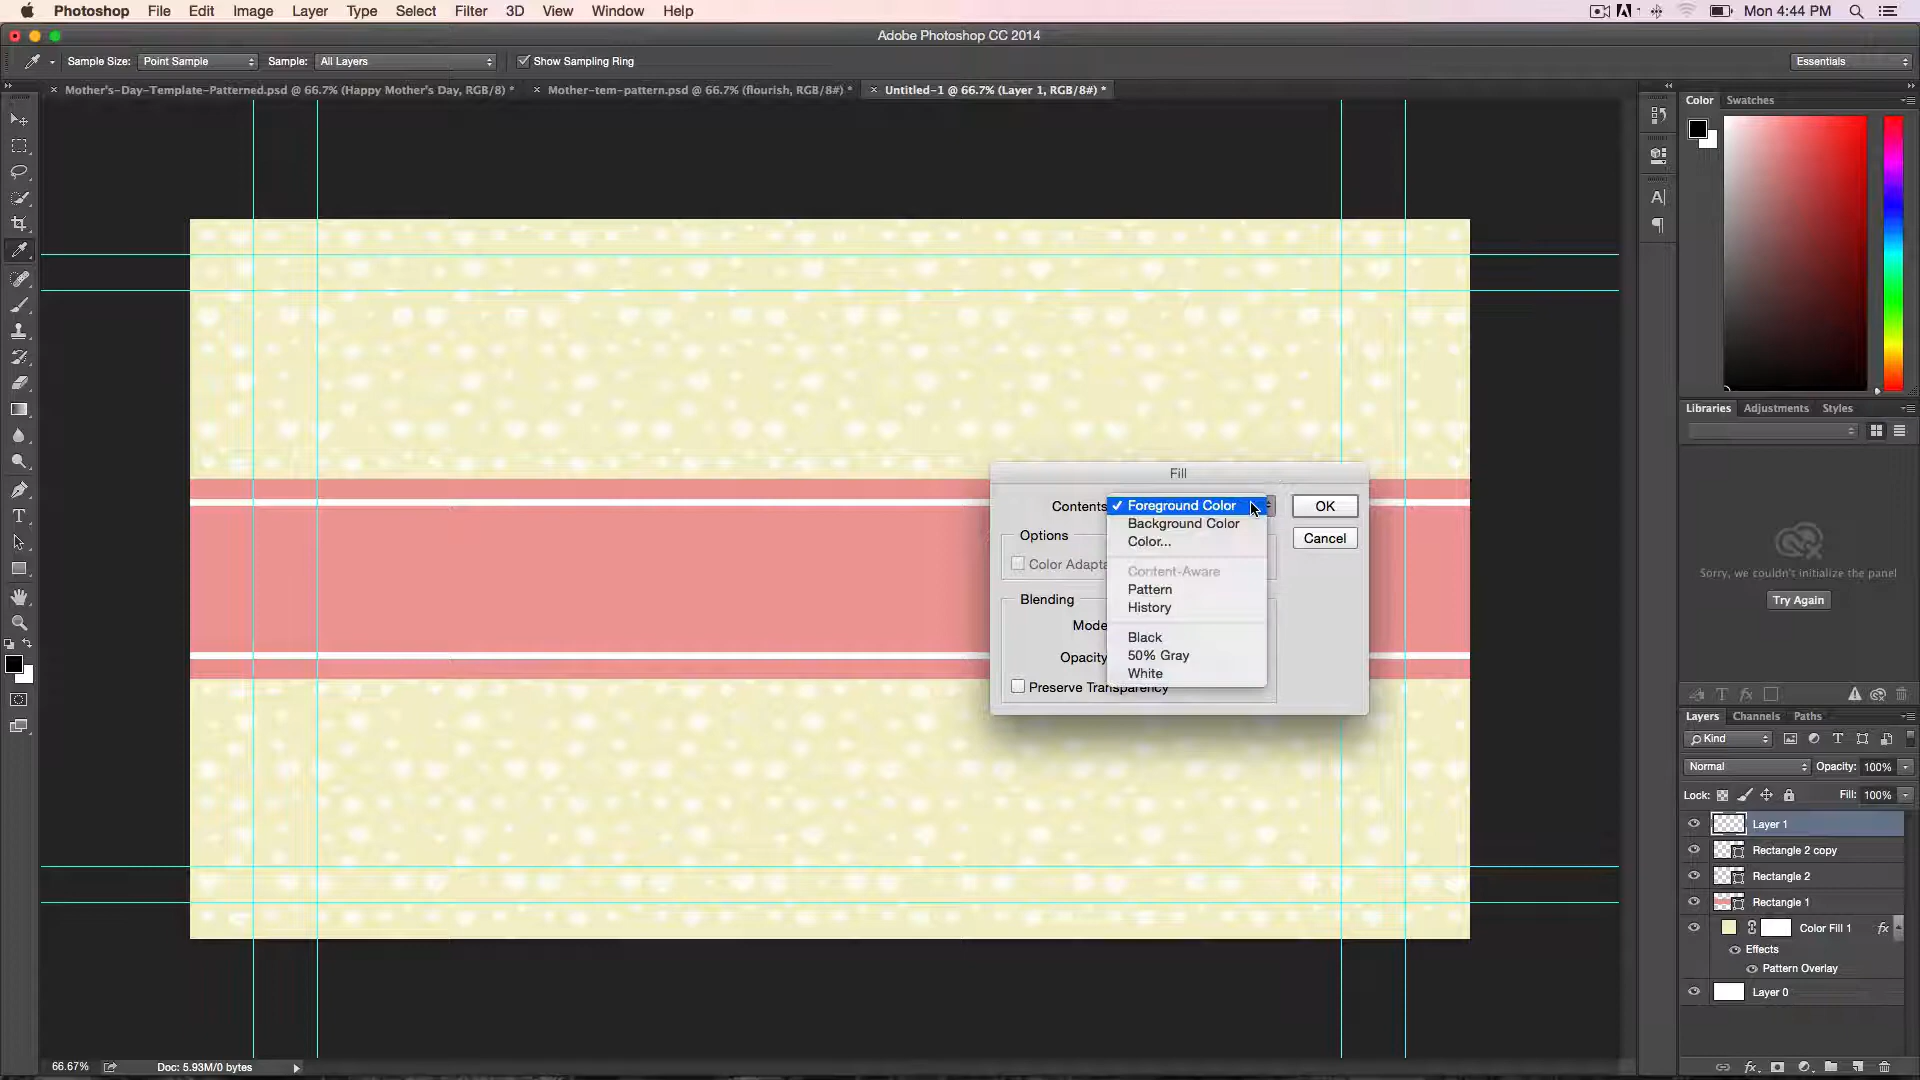 Photoshop File Edit Image Layer Type Select Filter 3D View Window Help Mon 4:44 PM
Adobe Photoshop CC 2014
Sample Size: Point Sample Sample: All Layers Show Sampling Ring Essentials
Mother's-Day-Template-Patterned.psd @ 66.7% (Happy Mother's Day, RGB/8) * Mother-tem-pattern.psd @ 66.7% (flourish, RGB/8#) * Untitled-1 @ 66.7% (Layer 1, RGB/8#) *
Color Swatches
Libraries Adjustments Styles
Fill
Contents Foreground Color OK
Background Color
Options Color... Cancel
Color Adapta Content-Aware
Pattern
Blending History
Mode
Black
Opacity 50% Gray
White
Preserve Transparency
Sorry, we couldn't initialize the panel
Try Again
Layers Channels Paths
Kind
Normal Opacity: 100%
Lock: Fill: 100%
Layer 1
Rectangle 2 copy
Rectangle 2
Rectangle 1
Color Fill 1 fx
Effects
Pattern Overlay
Layer 0
66.67% Doc: 5.93M/0 bytes